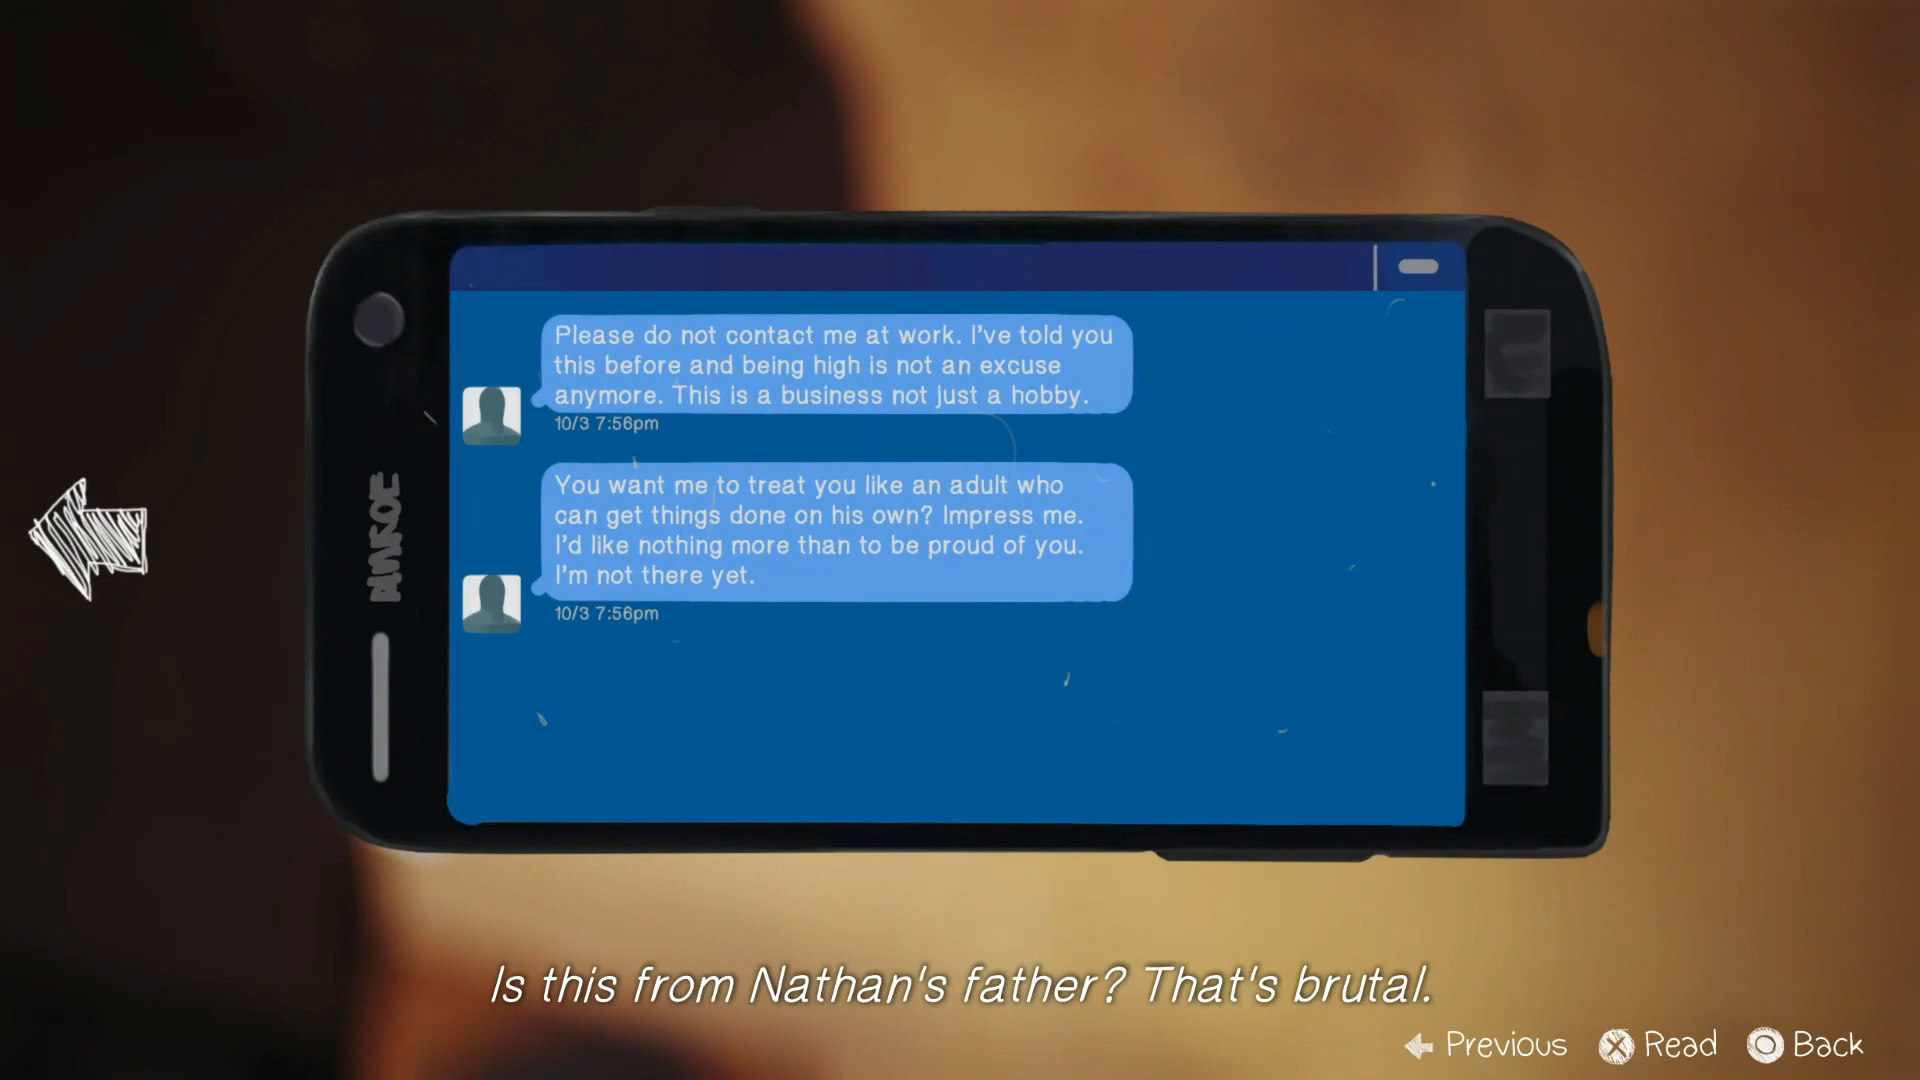 Please do not contact me at work. I've told you
this before and being high is not an excuse
anymore. This is a business not just a hobby.
10/3 7:56pm
You want me to treat you like an adult who
can get things done on his own? Impress me.
I'd like nothing more than to be proud of you.
I'm not there yet.
10/3 7:56pm
Is this from Nathan's father? That's brutal.
Previous Read Back